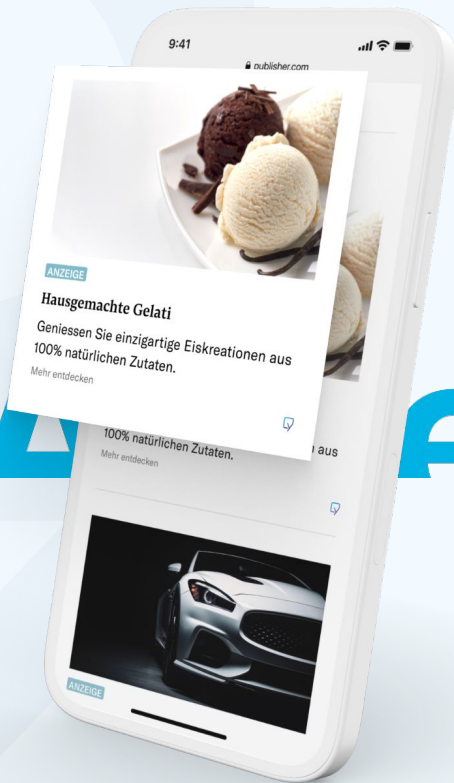 9:41
publisher.com
ANZEIGE
Hausgemachte Gelati
Geniessen Sie einzigartige Eiskreationen aus
100% natürlichen Zutaten.
Mehr entdecken
aus
100% natürlichen Zutaten.
Mehr entdecken
ANZEIGE